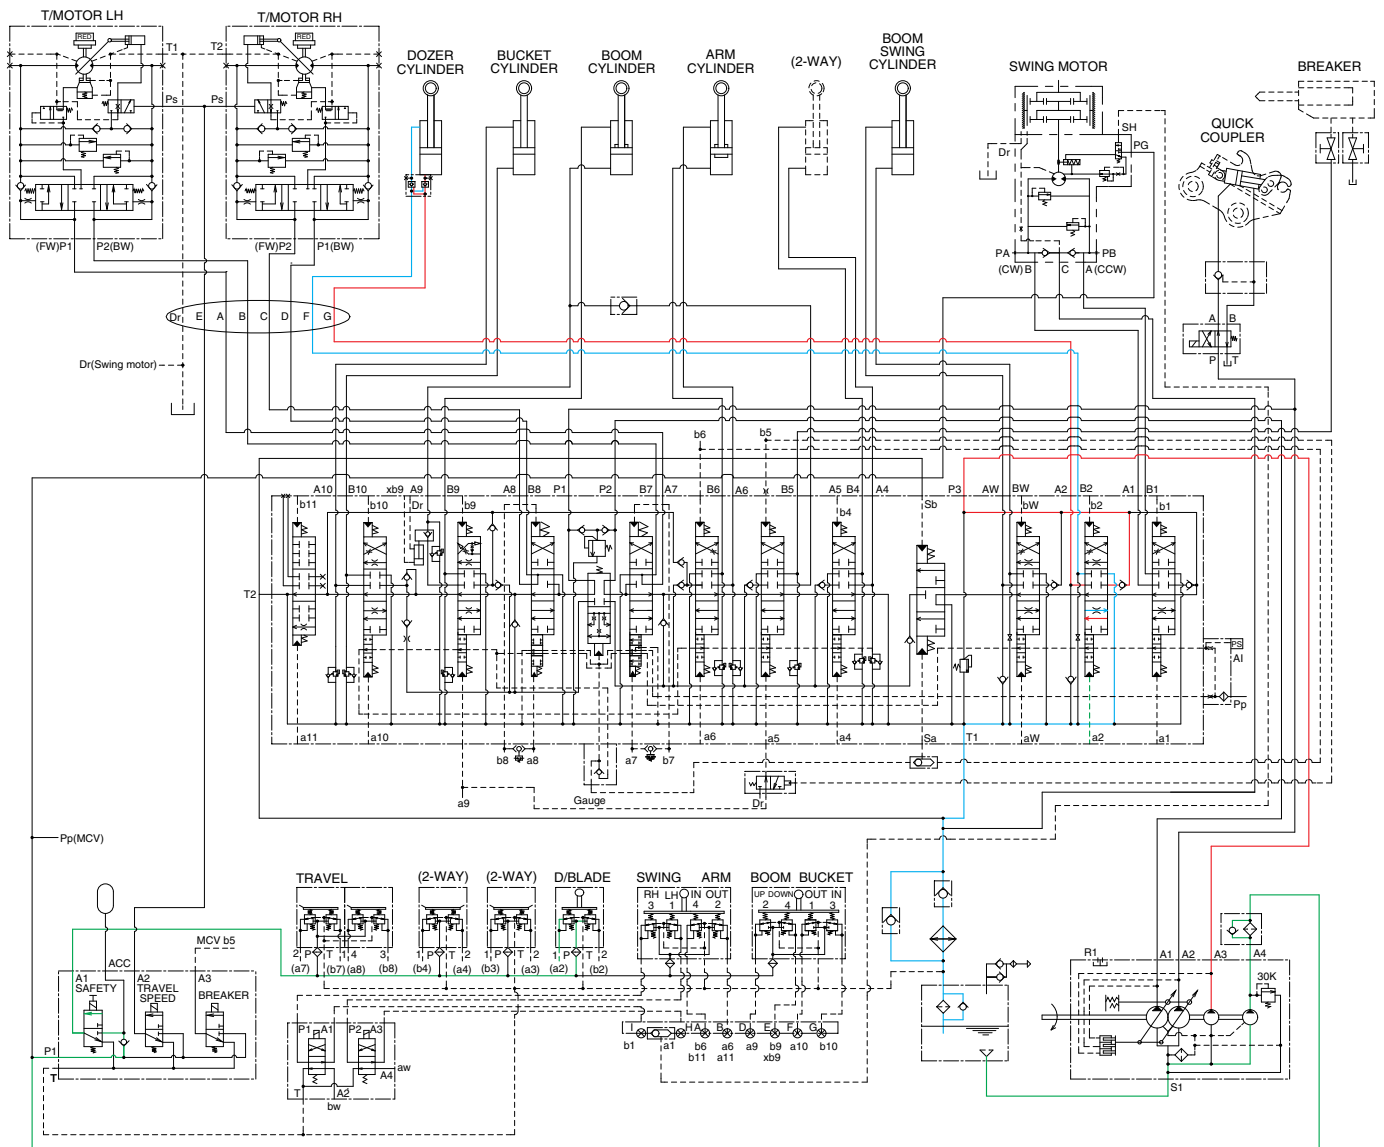 T/MOTOR LH
T/MOTOR RH
RED
RED
T1
T2
Ps
Ps
(FW)P1
P2(BW)
(FW)P2
P1(BW)
DOZER
CYLINDER
BUCKET
CYLINDER
BOOM
CYLINDER
ARM
CYLINDER
(2-WAY)
BOOM
SWING
CYLINDER
SWING MOTOR
BREAKER
QUICK
COUPLER
Dr
SH
PG
PA
B
C
A
PB
(CW)
(CCW)
A B
P T
Dr E A B C D F G
Dr(Swing motor)
b6
b5
b11 A10 B10 b10 xb9 A9 Dr B9 b9 A8 B8 P1 P2 B7 A7 B6 A6 B5 A5 b4 B4 A4 Sb P3 AW BW bW A2 B2 b2 A1 B1 b1
T2
PS
AI
Pp
a11 a10 b8 a8 a7 b7 a6 a5 a4 Sa T1 aW a2 a1
a9
Gauge
Dr
Pp(MCV)
TRAVEL
(2-WAY)
(2-WAY)
D/BLADE
SWING ARM
RH LH IN OUT
3 1 4 2
BOOM BUCKET
UP DOWN OUT IN
2 4 1 3
2 P T 1 4 3
(a7) (b7) (a8) (b8)
1 P T 2
(b4) (a4)
1 P T 2
(b3) (a3)
1 P T 2
(a2) (b2)
MCV b5
ACC
A1
SAFETY
A2
TRAVEL
SPEED
A3
BREAKER
P1
T
P1 A1 P2 A3
T A2 A4
aw
bw
I H A B D E F G
b1 a1 b6 a6 a9 b9 a10 b10
b11 a11 xb9
R1
A1 A2 A3 A4
30K
S1